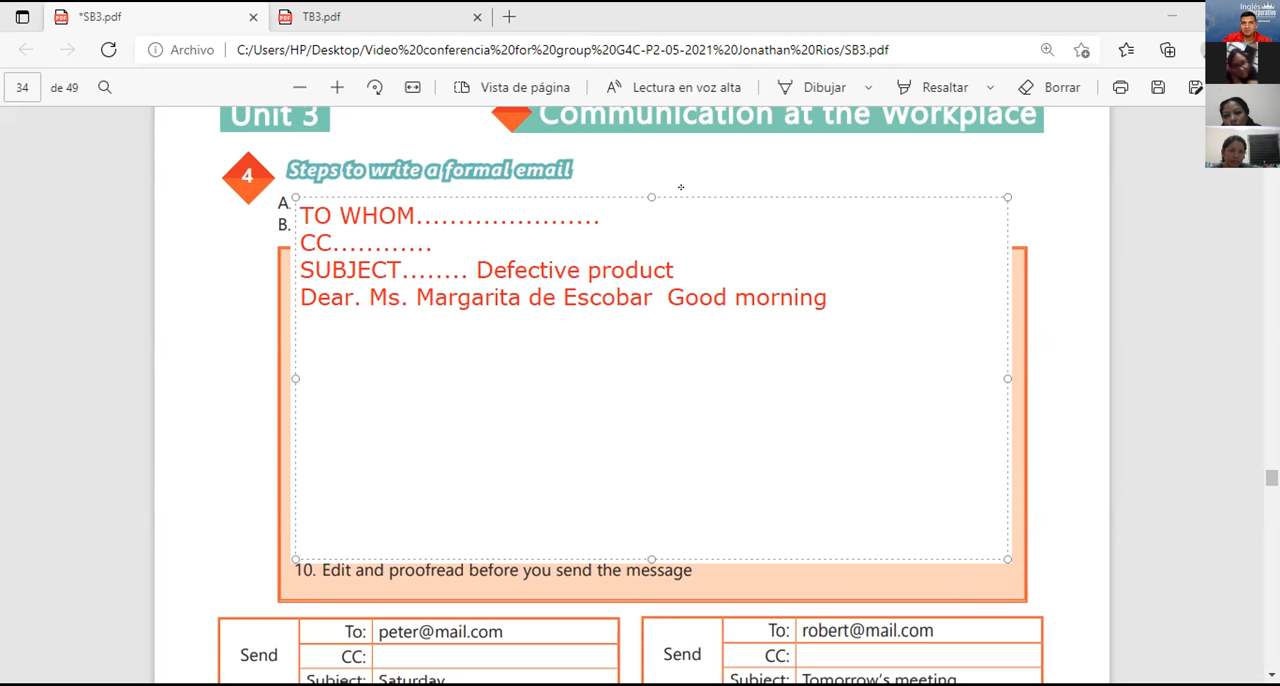 *SB3.pdf
TB3.pdf
Archivo
C:/Users/HP/Desktop/Video%20conferencia%20for%20group%20G4C-P2-05-2021%20Jonathan%20Rios/SB3.pdf
34 de 49
Vista de página
Lectura en voz alta
Dibujar
Resaltar
Borrar
Inglés
Unit 3
Communication at the Workplace
4
Steps to write a formal email
A.
B.
TO WHOM......................
CC............
SUBJECT........ Defective product
Dear. Ms. Margarita de Escobar  Good morning
10. Edit and proofread before you send the message
Send
To: peter@mail.com
CC:
Subject: Saturday
Send
To: robert@mail.com
CC:
Subject: Tomorrow's meeting